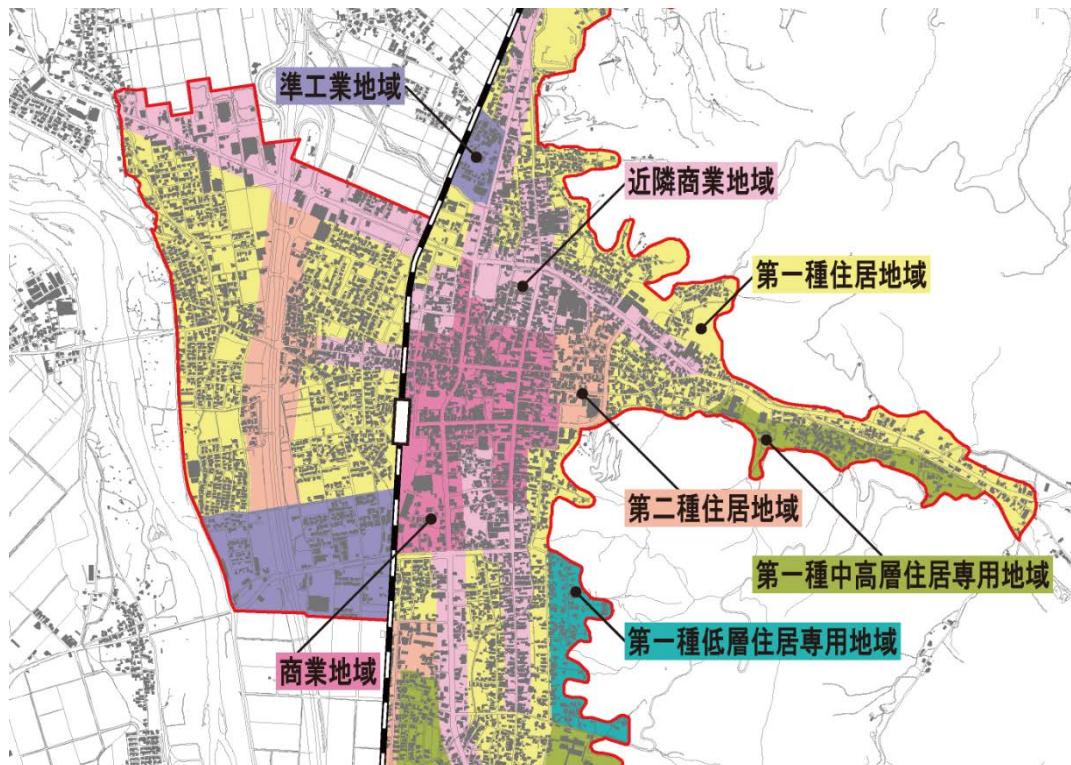 準工業地域
近隣商業地域
第一種住居地域
第二種住居地域
第一種中高層住居専用地域
第一種低層住居専用地域
商業地域